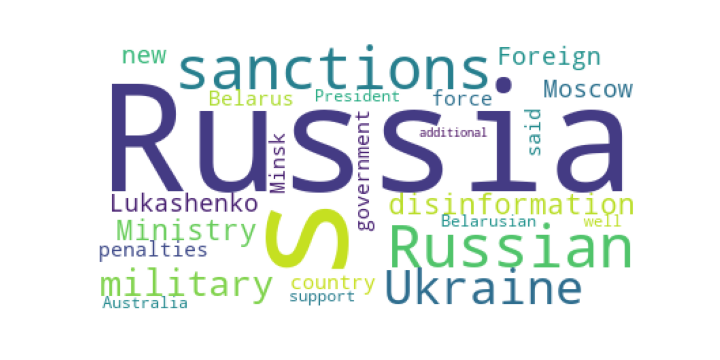 new
sanctions
Foreign
Belarus
President
force
Moscow
Russia
Minsk
government
additional
said
Lukashenko
s
disinformation
Ministry
Belarusian
well
penalties
Russian
military
country
Ukraine
Australia
support